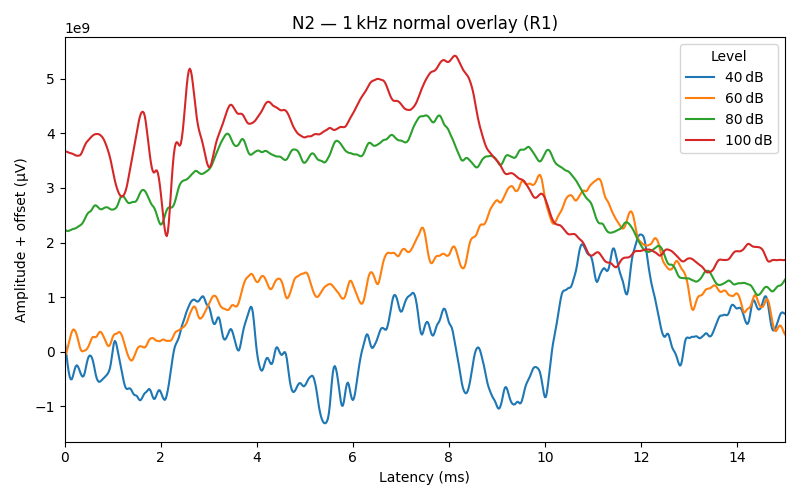 N2 — 1 kHz normal overlay (R1)
1e9
Amplitude + offset (µV)
5
4
3
2
1
0
−1
0 2 4 6 8 10 12 14
Latency (ms)
Level
40 dB
60 dB
80 dB
100 dB